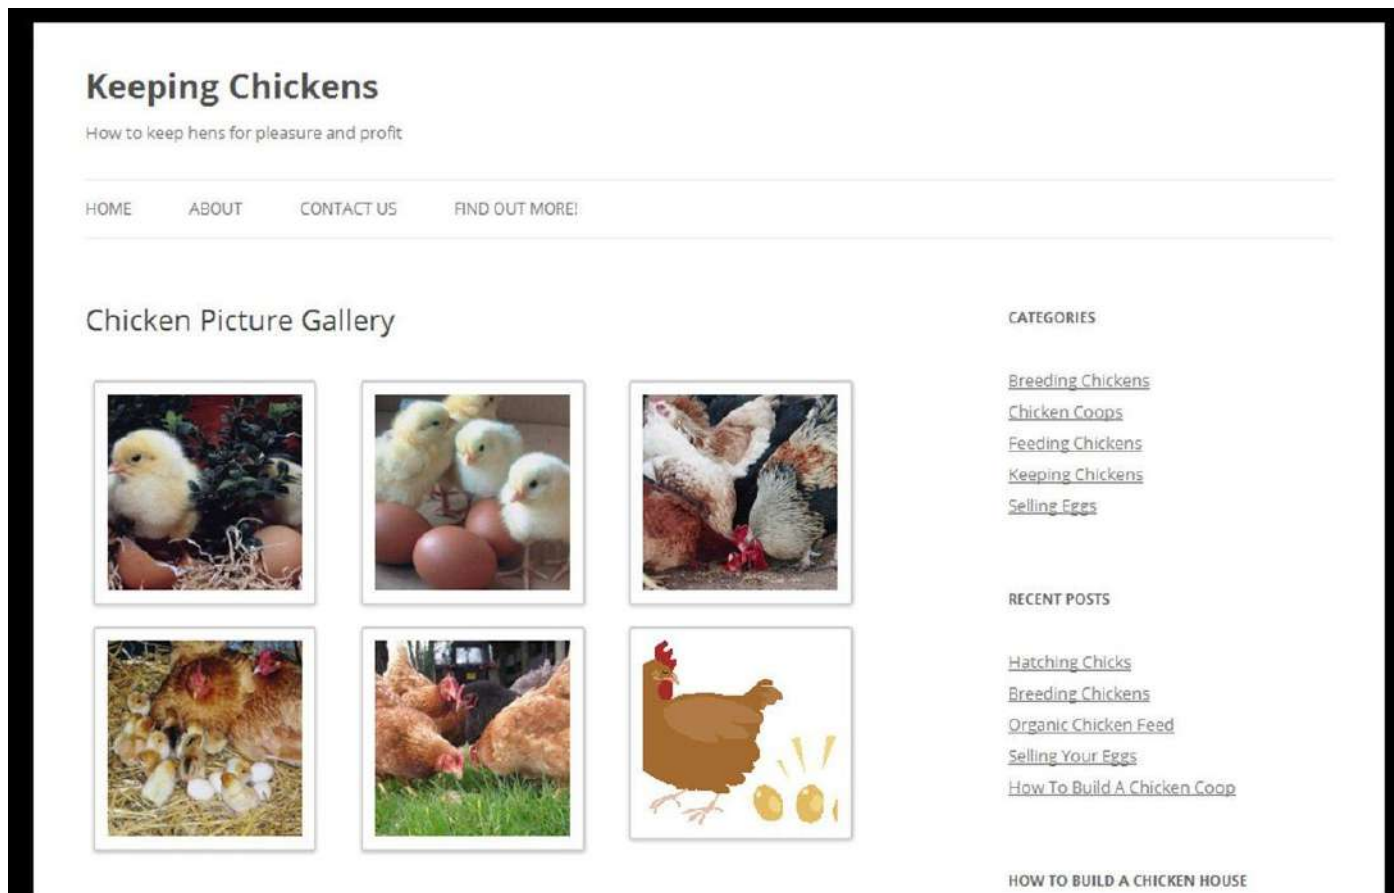 Keeping Chickens
How to keep hens for pleasure and profit
HOME ABOUT CONTACT US FIND OUT MORE!
Chicken Picture Gallery
CATEGORIES
Breeding Chickens
Chicken Coops
Feeding Chickens
Keeping Chickens
Selling Eggs
RECENT POSTS
Hatching Chicks
Breeding Chickens
Organic Chicken Feed
Selling Your Eggs
How To Build A Chicken Coop
HOW TO BUILD A CHICKEN HOUSE